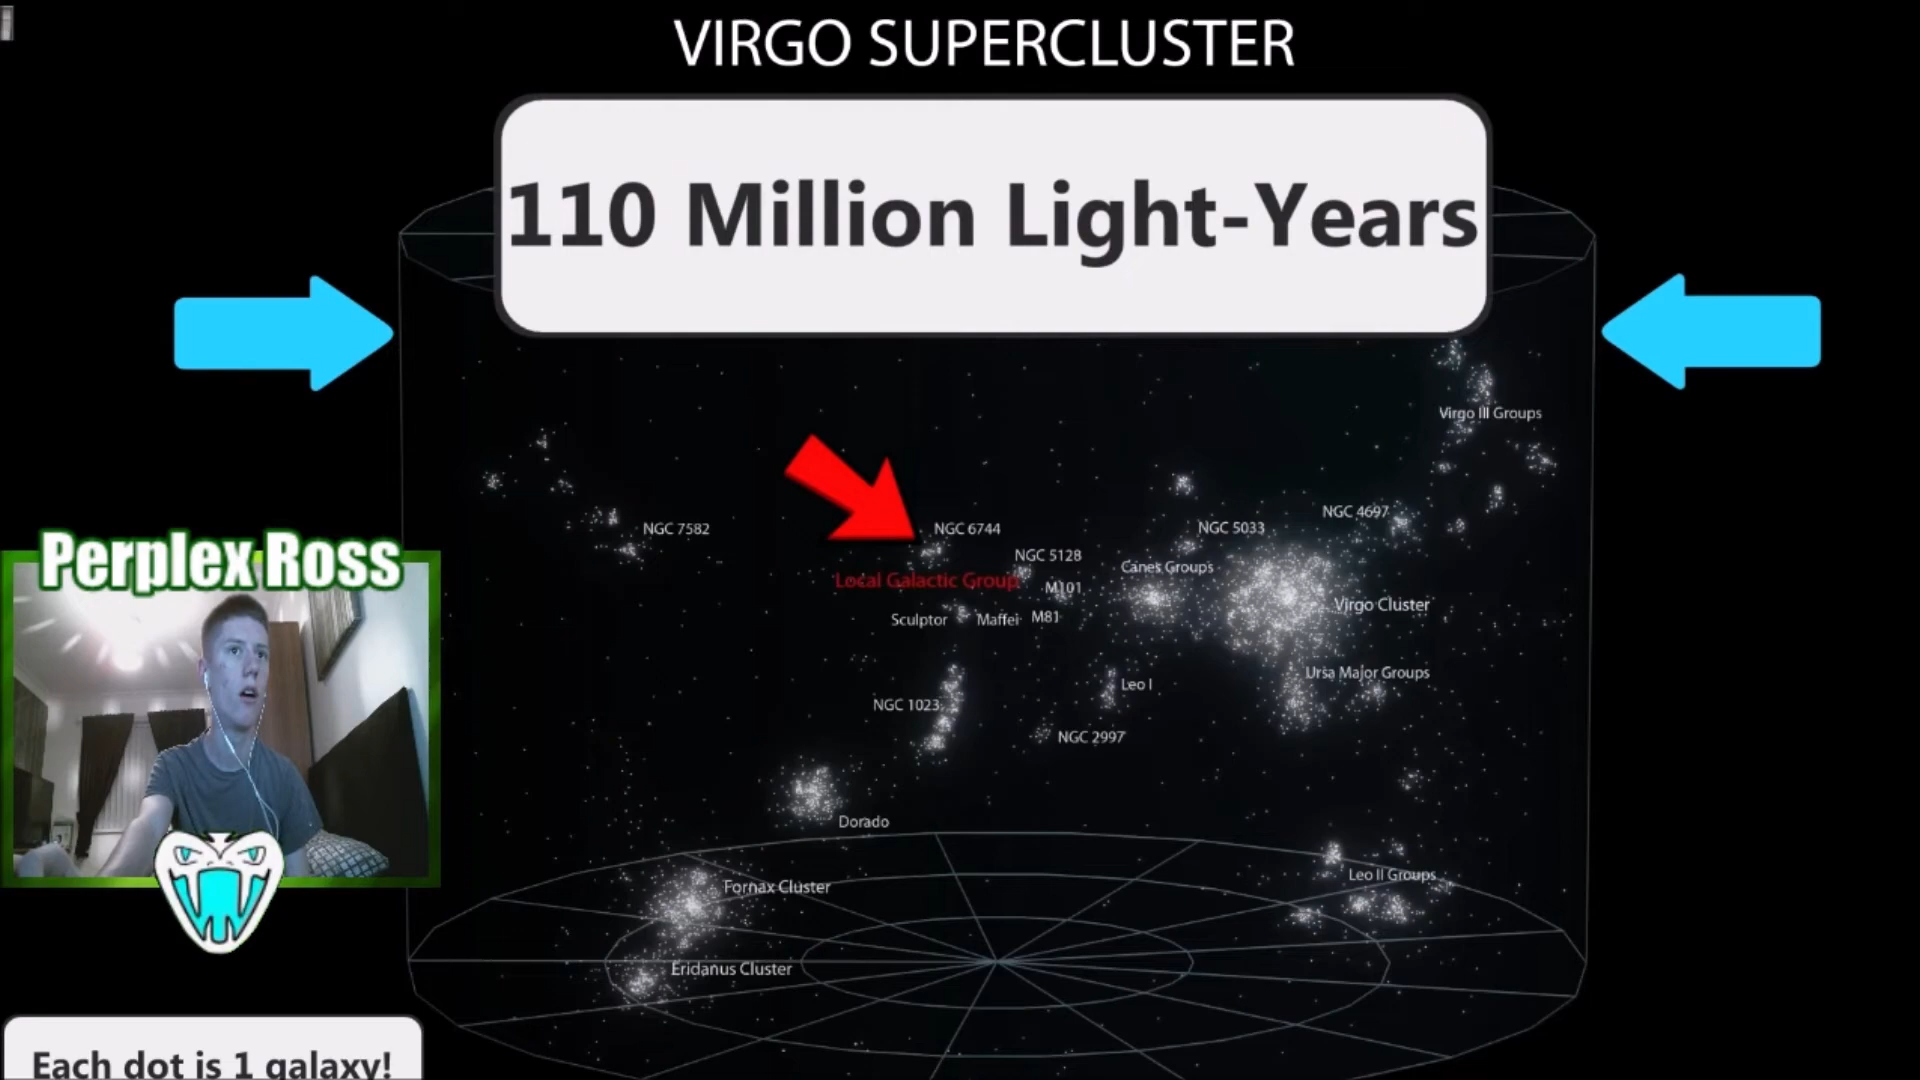 VIRGO SUPERCLUSTER
110 Million Light-Years
Virgo III Groups
NGC 7582
NGC 6744
NGC 5033
NGC 4697
NGC 5128
Canes Groups
Local Galactic Group
M101
Virgo Cluster
Sculptor
Maffei
M81
Perplex Ross
Ursa Major Groups
Leo I
NGC 1023
NGC 2997
Dorado
Leo II Groups
Fornax Cluster
Eridanus Cluster
Each dot is 1 galaxy!